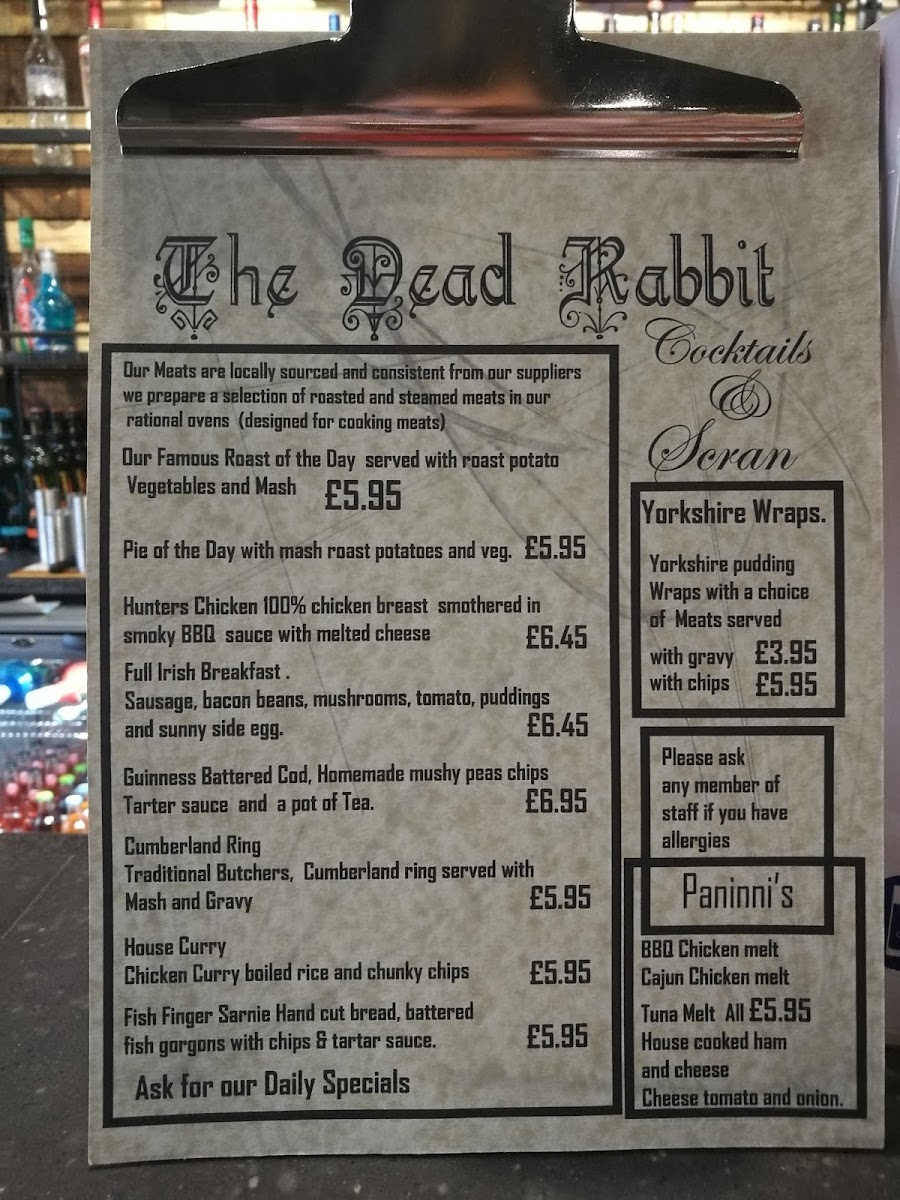 The Dead Rabbit
Cocktails
&
Scran
Our Meats are locally sourced and consistent from our suppliers
we prepare a selection of roasted and steamed meats in our
rational ovens (designed for cooking meats)
Our Famous Roast of the Day served with roast potato
Vegetables and Mash £5.95
Pie of the Day with mash roast potatoes and veg. £5.95
Hunters Chicken 100% chicken breast smothered in
smoky BBQ sauce with melted cheese £6.45
Full Irish Breakfast .
Sausage, bacon beans, mushrooms, tomato, puddings
and sunny side egg. £6.45
Guinness Battered Cod, Homemade mushy peas chips
Tarter sauce and a pot of Tea. £6.95
Cumberland Ring
Traditional Butchers, Cumberland ring served with
Mash and Gravy £5.95
House Curry
Chicken Curry boiled rice and chunky chips £5.95
Fish Finger Sarnie Hand cut bread, battered
fish gorgons with chips & tartar sauce. £5.95
Ask for our Daily Specials
Yorkshire Wraps.
Yorkshire pudding
Wraps with a choice
of Meats served
with gravy £3.95
with chips £5.95
Please ask
any member of
staff if you have
allergies
Paninni's
BBQ Chicken melt
Cajun Chicken melt
Tuna Melt All £5.95
House cooked ham
and cheese
Cheese tomato and onion.